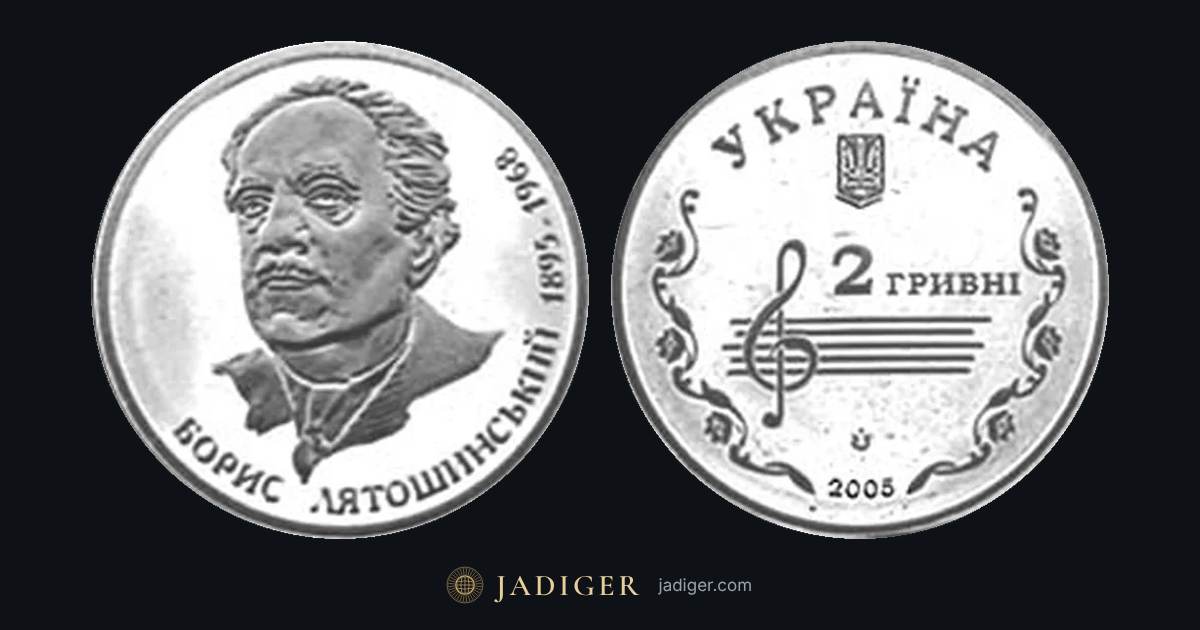 БОРИС ЛЯТОШИНСЬКИЙ 1895-1968
УКРАЇНА
2 ГРИВНІ
2005
JADIGER jadiger.com